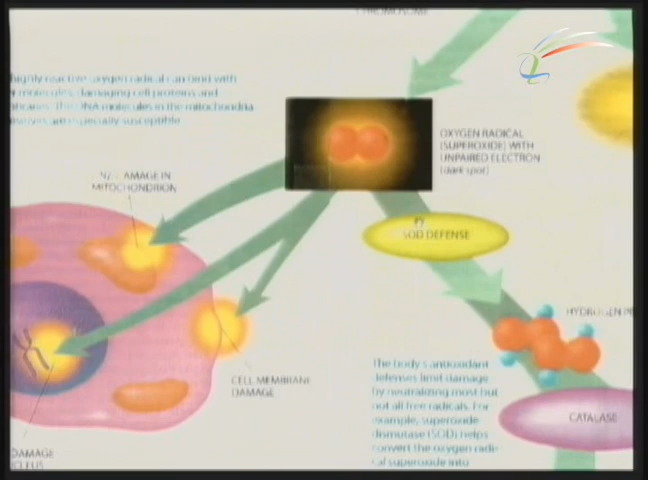 highly reactive oxygen radical can bind with
molecules, damaging cell proteins and
The DNA molecules in the mitochondria
are especially susceptible.
OXYGEN RADICAL
(SUPEROXIDE) WITH
UNPAIRED ELECTRON
(dark spot)
DAMAGE IN
MITOCHONDRION
SOD DEFENSE
HYDROGEN PE
CELL MEMBRANE
DAMAGE
The body's antioxidant
defenses limit damage
by neutralizing most but
not all free radicals. For
example, superoxide
dismutase (SOD) helps
convert the oxygen radi-
cal superoxide into
CATALASE
DAMAGE